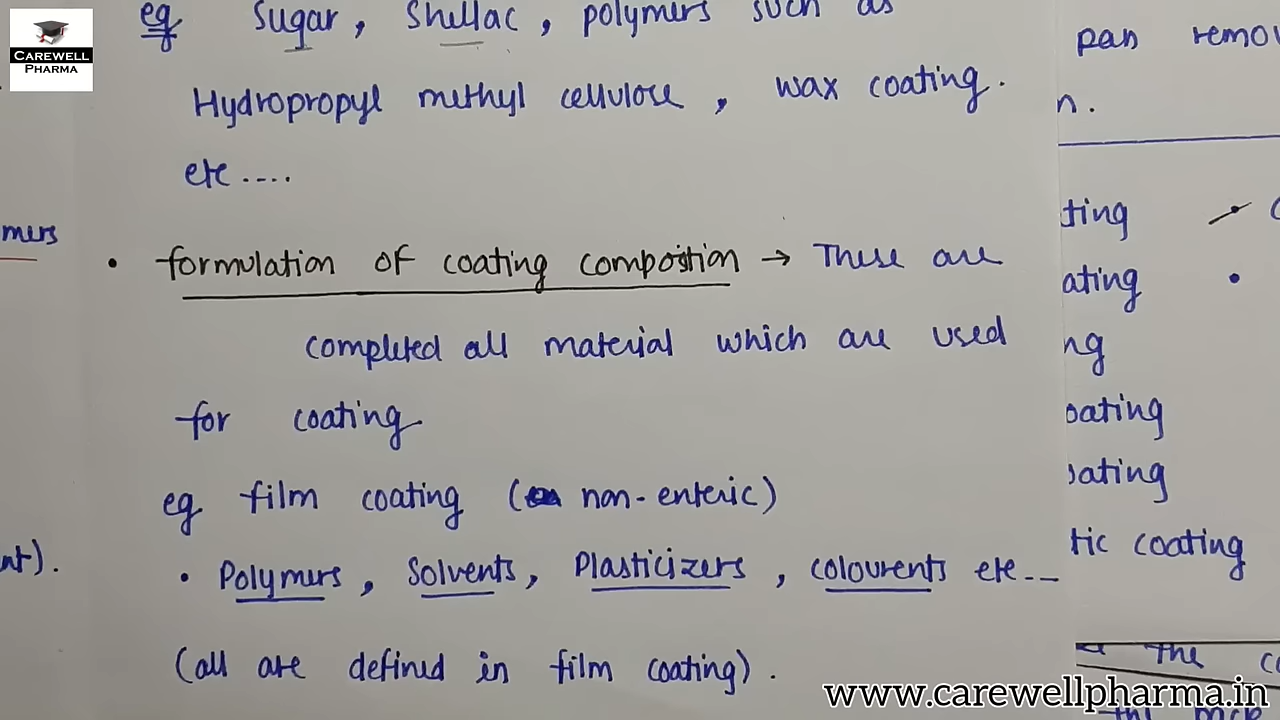 CAREWELL
PHARMA
eg Sugar, Shellac, polymers such as
Hydropropyl methyl cellulose, wax coating.
etc....
• formulation of coating compostion → These are
completed all material which are used
for coating
eg film coating ( non-enteric)
• Polymers, Solvents, Plasticizers, colourents etc...
(all are defined in film coating).
mers
nt).
pan remov
n.
ting
ating •
ng
oating
oating
tic coating
The co
www.carewellpharma.in